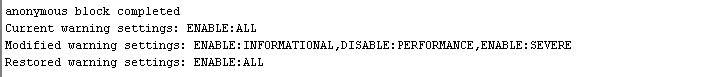 anonymous block completed
Current warning settings: ENABLE:ALL
Modified warning settings: ENABLE:INFORMATIONAL,DISABLE:PERFORMANCE,ENABLE:SEVERE
Restored warning settings: ENABLE:ALL